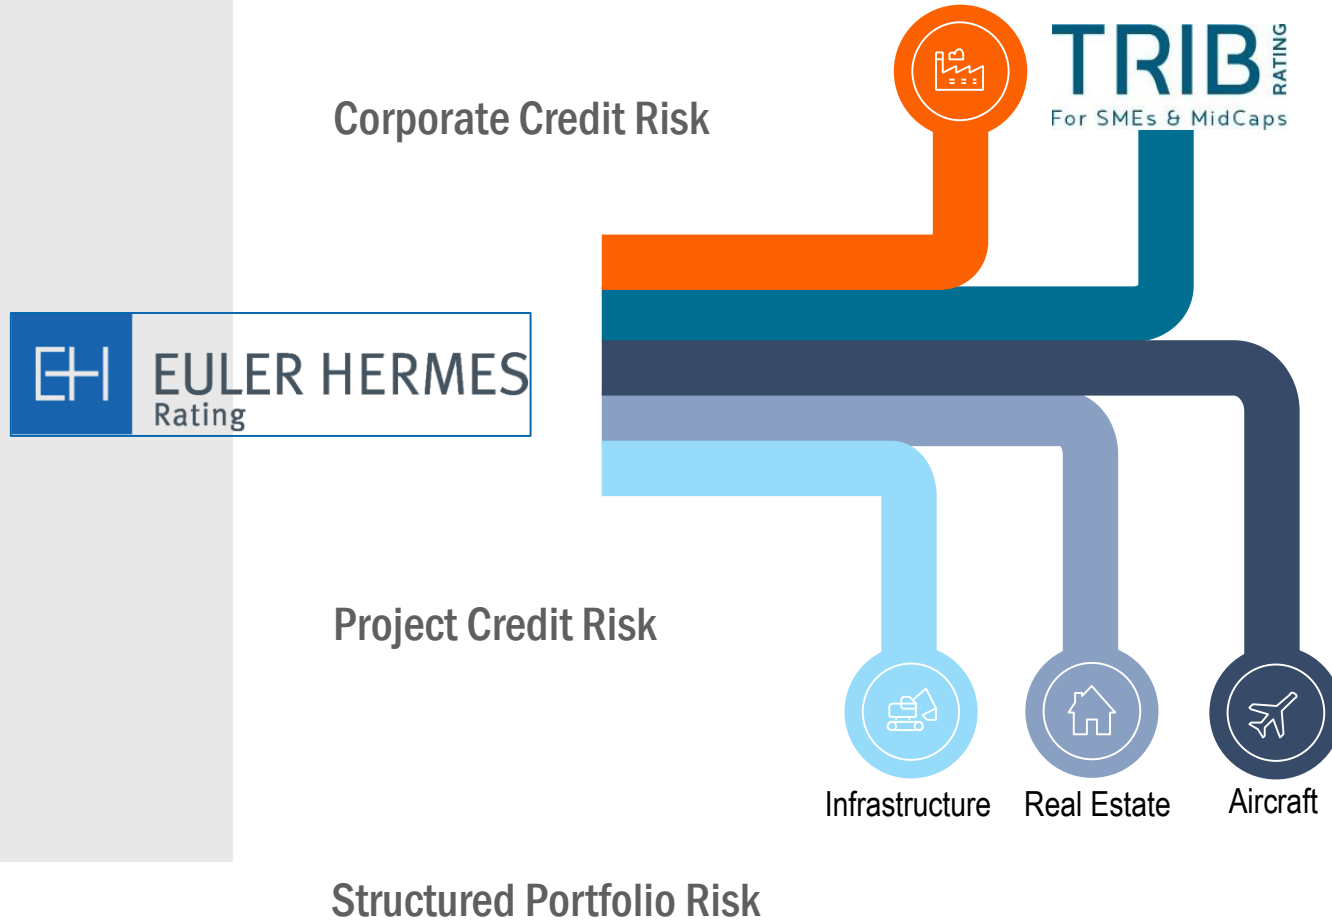 TRIB
RATING
For SMEs & MidCaps
Corporate Credit Risk
EH
EULER HERMES
Rating
Project Credit Risk
Infrastructure
Real Estate
Aircraft
Structured Portfolio Risk